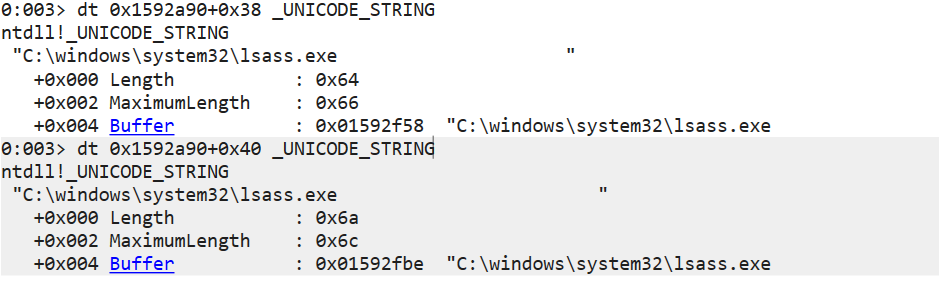 0:003> dt 0x1592a90+0x38 _UNICODE_STRING
ntdll!_UNICODE_STRING
 "C:\windows\system32\lsass.exe                     "
   +0x000 Length           : 0x64
   +0x002 MaximumLength    : 0x66
   +0x004 Buffer           : 0x01592f58  "C:\windows\system32\lsass.exe
0:003> dt 0x1592a90+0x40 _UNICODE_STRING
ntdll!_UNICODE_STRING
 "C:\windows\system32\lsass.exe                        "
   +0x000 Length           : 0x6a
   +0x002 MaximumLength    : 0x6c
   +0x004 Buffer           : 0x01592fbe  "C:\windows\system32\lsass.exe